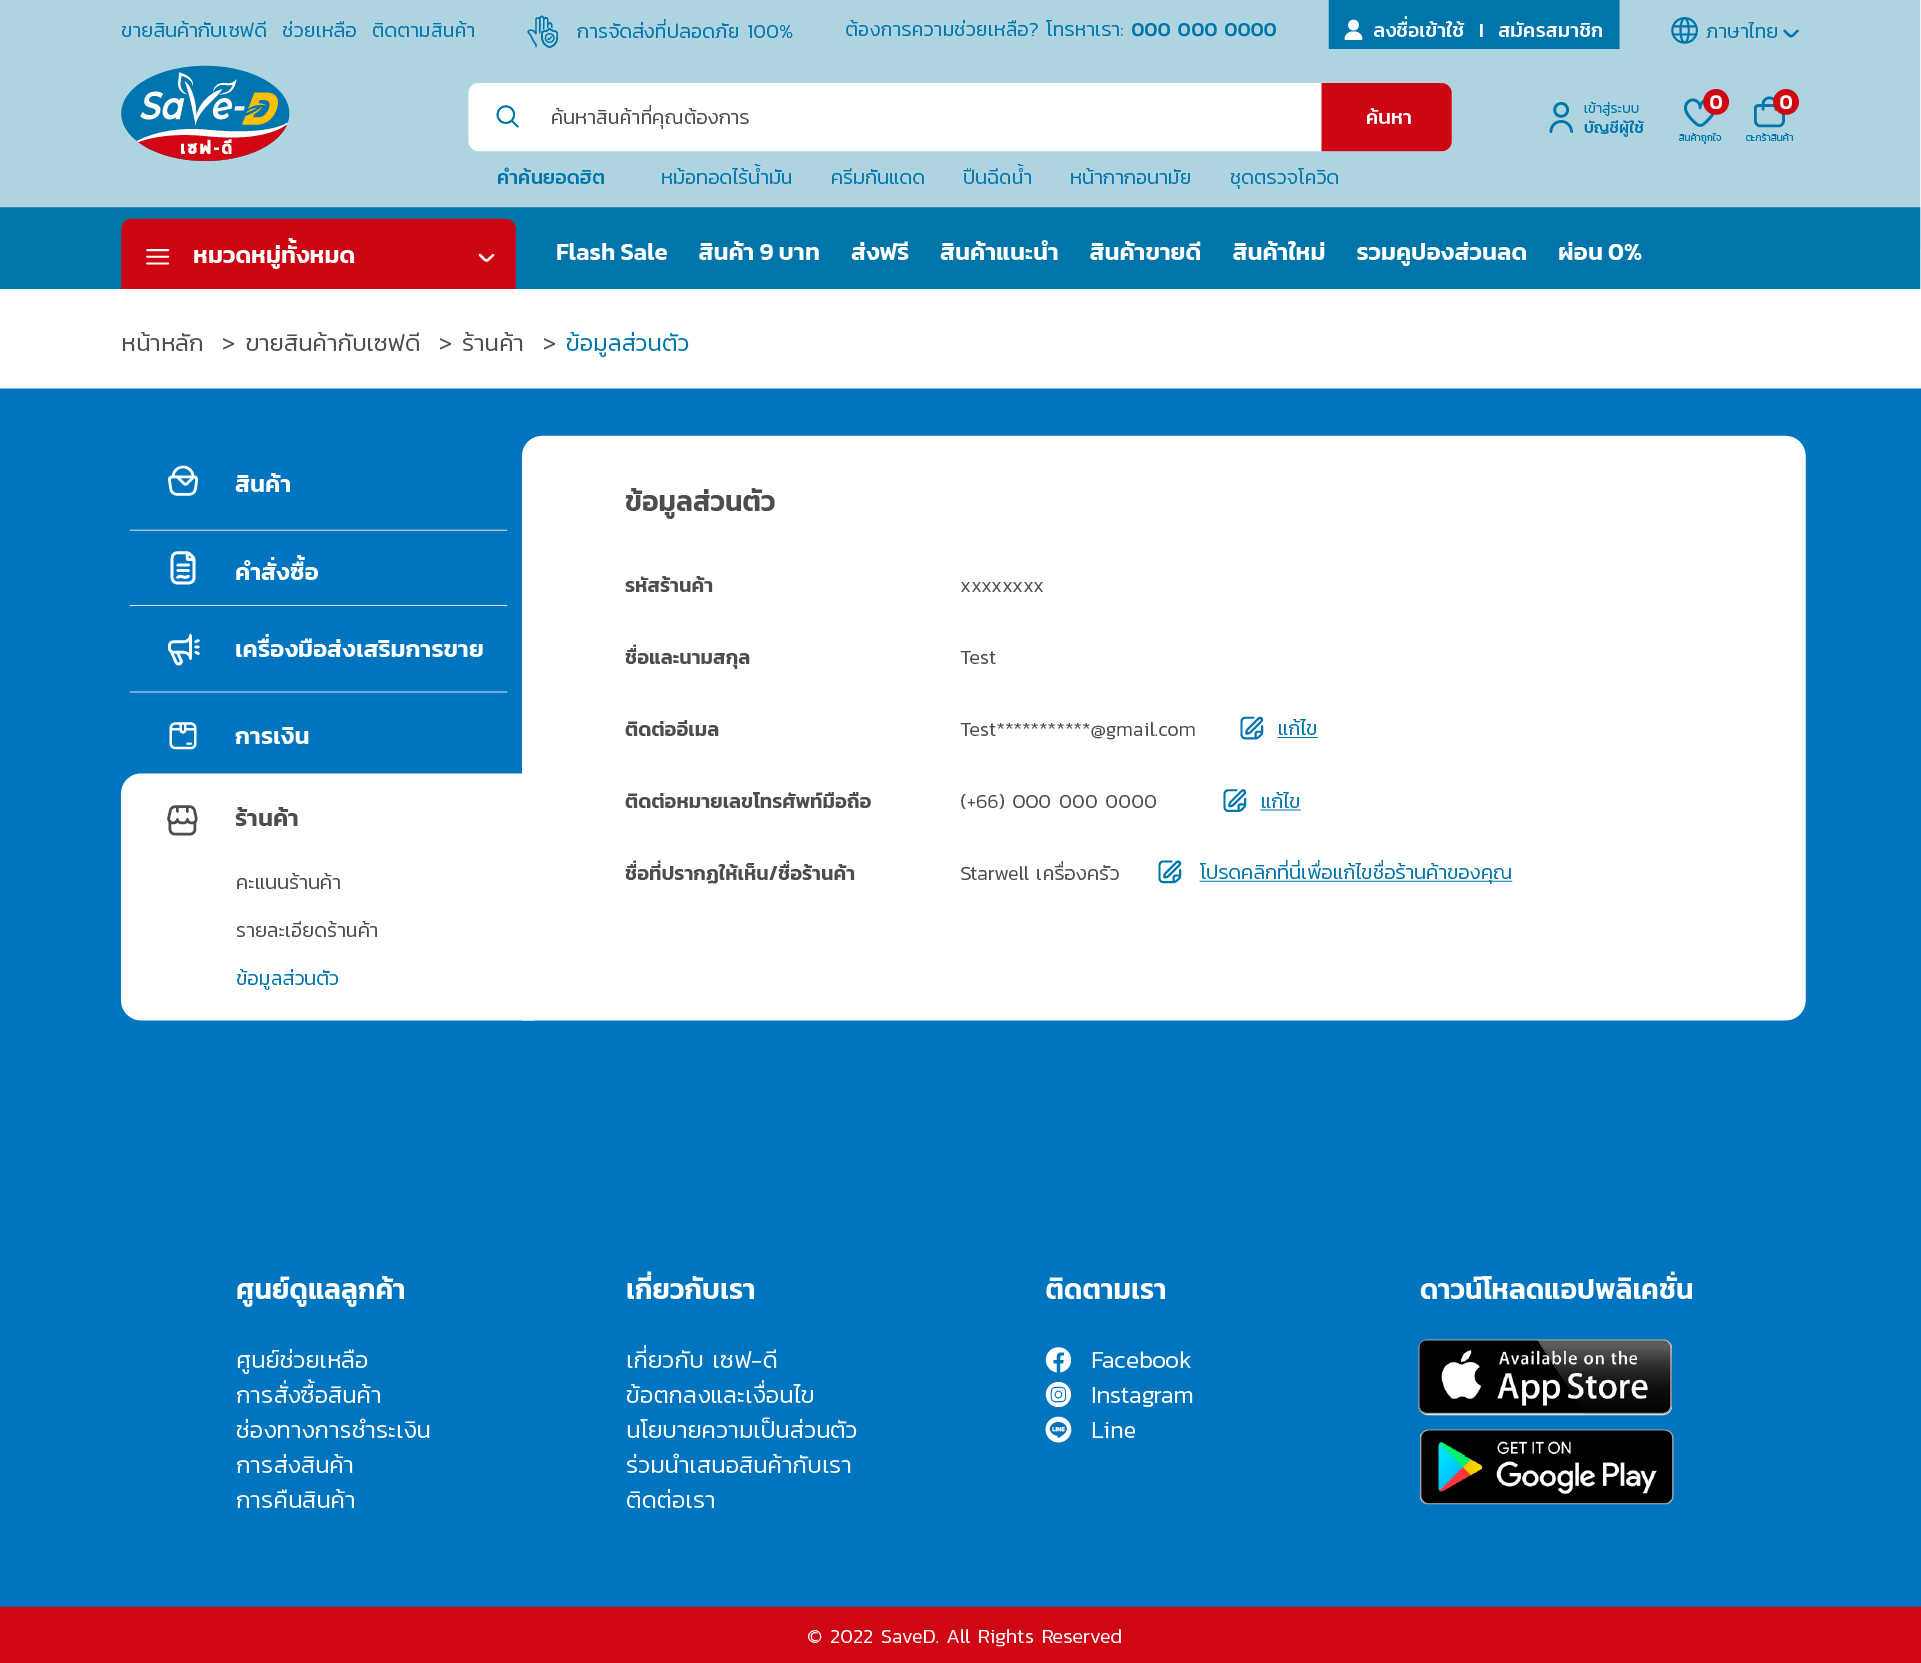 ขายสินค้ากับเซฟดี ช่วยเหลือ ติดตามสินค้า การจัดส่งที่ปลอดภัย 100% ต้องการความช่วยเหลือ? โทรหาเรา: 000 000 0000 ลงชื่อเข้าใช้ I สมัครสมาชิก ภาษาไทย
SaVe-D
เซฟ-ดี
ค้นหาสินค้าที่คุณต้องการ ค้นหา
เข้าสู่ระบบ
บัญชีผู้ใช้
0 0
สินค้าถูกใจ ตะกร้าสินค้า
คำค้นยอดฮิต หม้อทอดไร้น้ำมัน ครีมกันแดด ปืนฉีดน้ำ หน้ากากอนามัย ชุดตรวจโควิด
หมวดหมู่ทั้งหมด Flash Sale สินค้า 9 บาท ส่งฟรี สินค้าแนะนำ สินค้าขายดี สินค้าใหม่ รวมคูปองส่วนลด ผ่อน 0%
หน้าหลัก > ขายสินค้ากับเซฟดี > ร้านค้า > ข้อมูลส่วนตัว
สินค้า
คำสั่งซื้อ
เครื่องมือส่งเสริมการขาย
การเงิน
ร้านค้า
คะแนนร้านค้า
รายละเอียดร้านค้า
ข้อมูลส่วนตัว
ข้อมูลส่วนตัว
รหัสร้านค้า xxxxxxxx
ชื่อและนามสกุล Test
ติดต่ออีเมล Test***********@gmail.com แก้ไข
ติดต่อหมายเลขโทรศัพท์มือถือ (+66) 000 000 0000 แก้ไข
ชื่อที่ปรากฏให้เห็น/ชื่อร้านค้า Starwell เครื่องครัว โปรดคลิกที่นี่เพื่อแก้ไขชื่อร้านค้าของคุณ
ศูนย์ดูแลลูกค้า
ศูนย์ช่วยเหลือ
การสั่งซื้อสินค้า
ช่องทางการชำระเงิน
การส่งสินค้า
การคืนสินค้า
เกี่ยวกับเรา
เกี่ยวกับ เซฟ-ดี
ข้อตกลงและเงื่อนไข
นโยบายความเป็นส่วนตัว
ร่วมนำเสนอสินค้ากับเรา
ติดต่อเรา
ติดตามเรา
Facebook
Instagram
LINE Line
ดาวน์โหลดแอปพลิเคชั่น
Available on the
App Store
GET IT ON
Google Play
© 2022 SaveD. All Rights Reserved